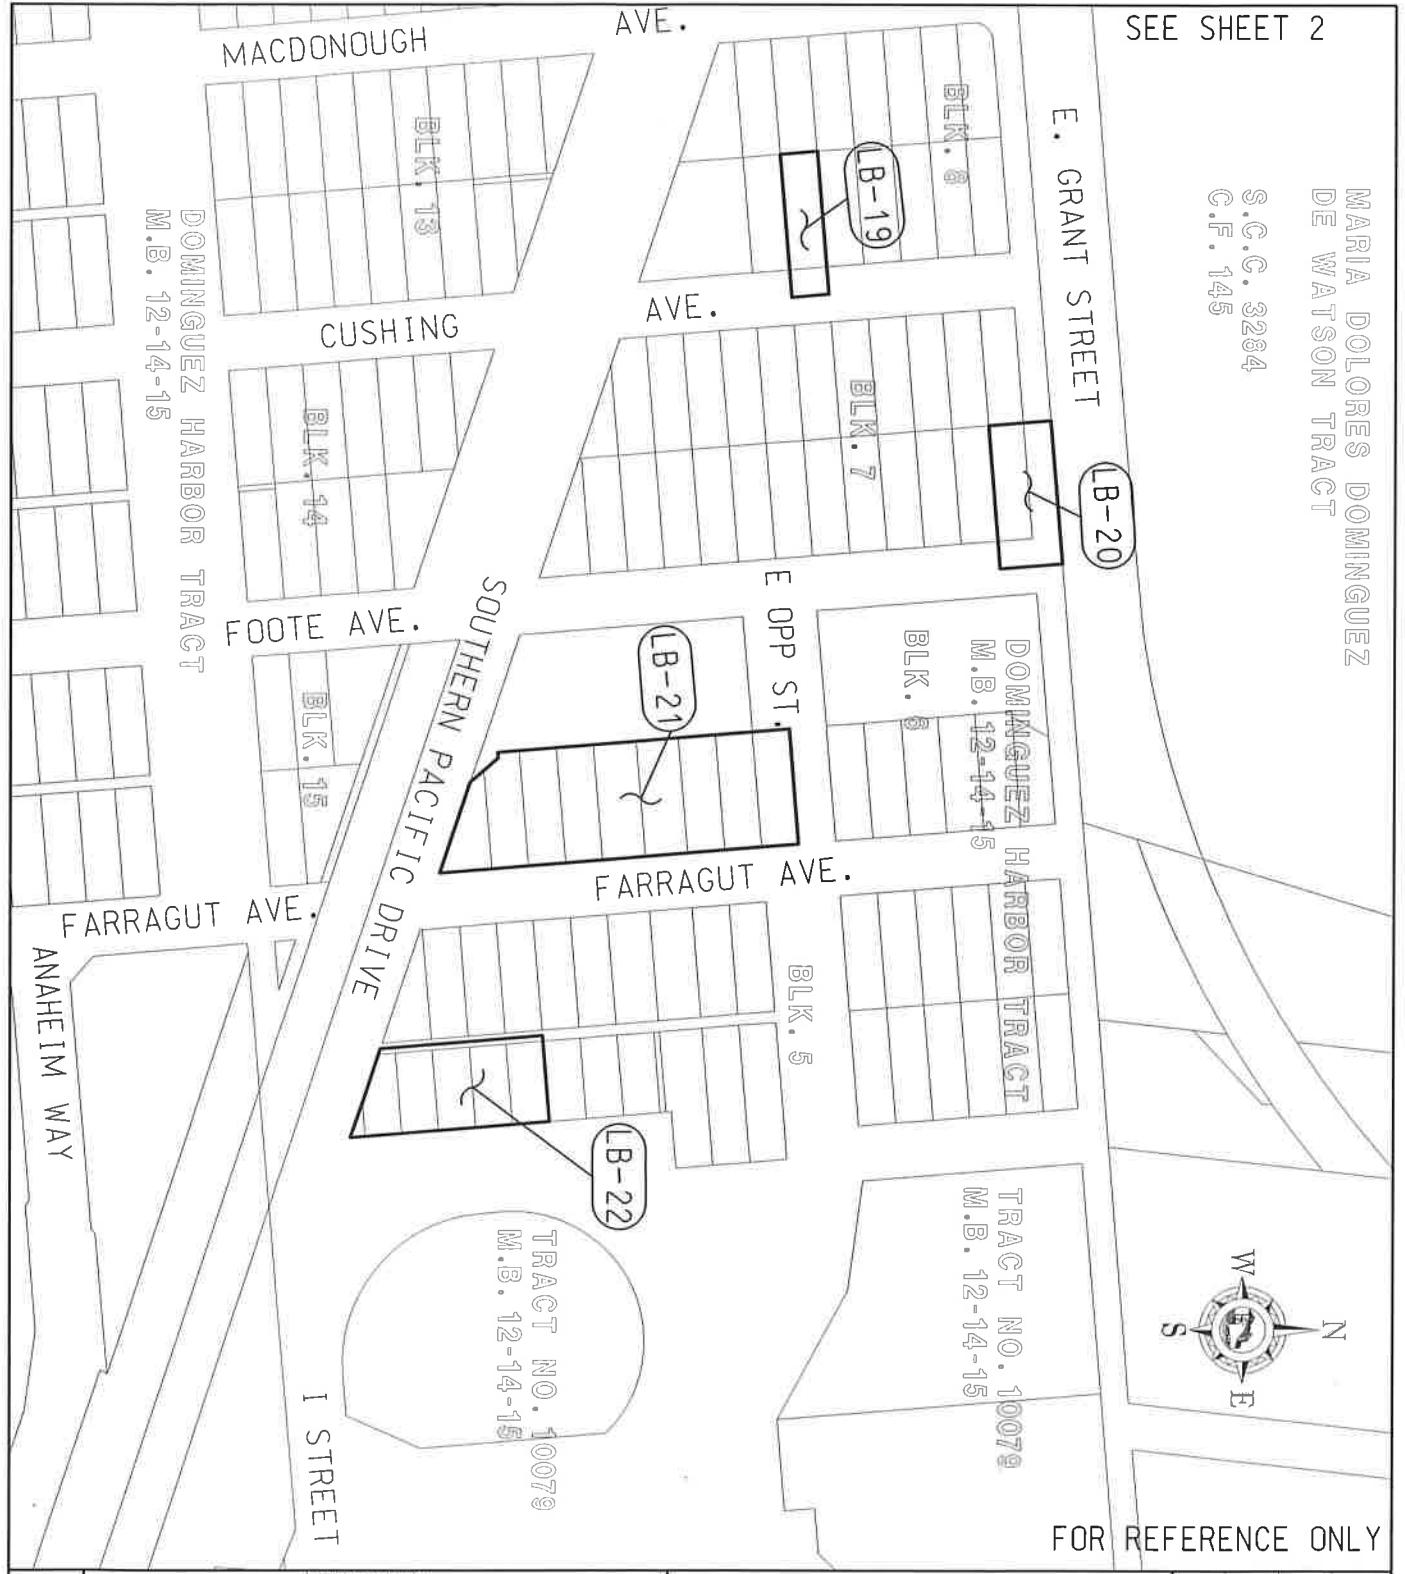 SEE SHEET 2
MACDONOUGH AVE.
MARIA DOLORES DOMINGUEZ
DE WATSON TRACT
S.C.C. 3284
C.F. 145
E. GRANT STREET
BLK. 8
LB-19
BLK. 13
DOMINGUEZ HARBOR TRACT
M.B. 12-14-15
CUSHING AVE.
BLK. 7
LB-20
BLK. 14
FOOTE AVE.
SOUTHERN PACIFIC DRIVE
E OPP ST.
LB-21
BLK. 6
DOMINGUEZ HARBOR TRACT
M.B. 12-14-15
BLK. 15
FARRAGUT AVE.
FARRAGUT AVE.
ANAHEIM WAY
BLK. 5
LB-22
TRACT NO. 10079
M.B. 12-14-15
TRACT NO. 10079
M.B. 12-14-15
N
W
E
S
I STREET
FOR REFERENCE ONLY